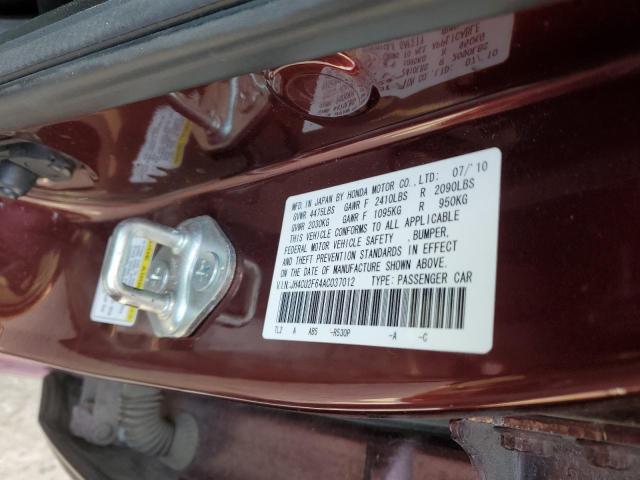 MFD. IN JAPAN BY HONDA MOTOR CO., LTD: 07/'10
GVWR 4475LBS GAWR F 2410LBS R 2090LBS
GVWR 2030KG GAWR F 1095KG R 950KG
THIS VEHICLE CONFORMS TO ALL APPLICABLE
FEDERAL MOTOR VEHICLE SAFETY , BUMPER,
AND THEFT PREVENTION STANDARDS IN EFFECT
ON THE DATE OF MANUFACTURE SHOWN ABOVE.
VIN:JH4CU2F64AC037012 TYPE: PASSENGER CAR
TL2 A AB5 -R530P -A -C